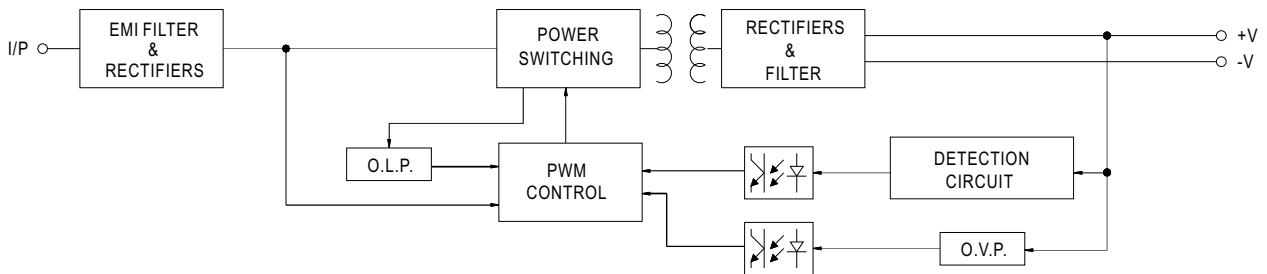 I/P
EMI FILTER
&
RECTIFIERS
POWER
SWITCHING
RECTIFIERS
&
FILTER
+V
-V
O.L.P.
PWM
CONTROL
DETECTION
CIRCUIT
O.V.P.